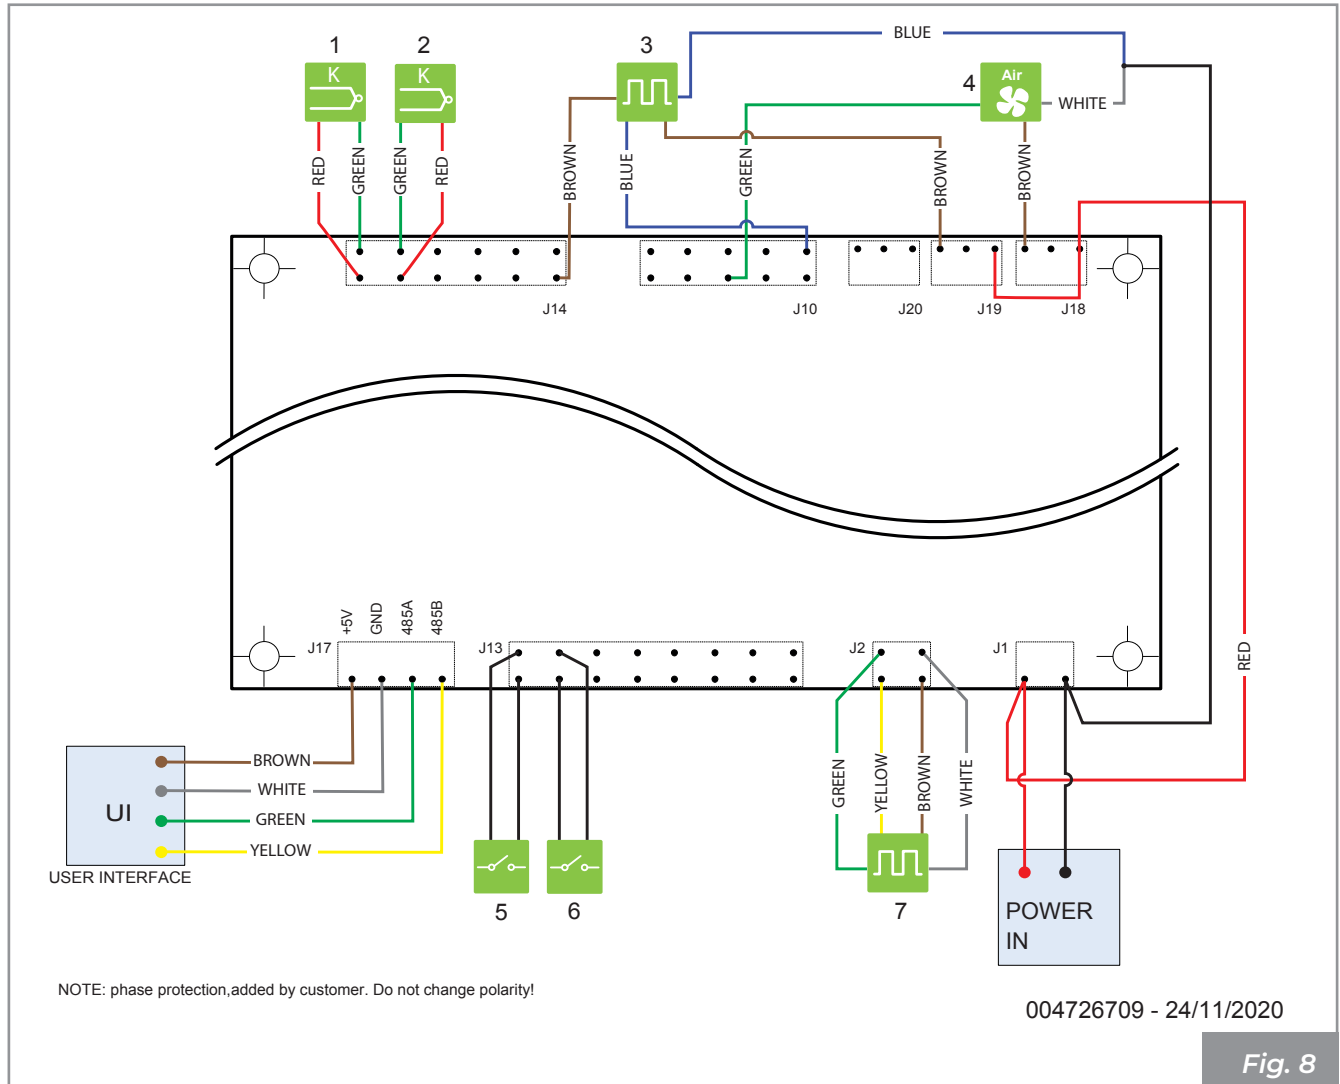 1
2
3
BLUE
4
Air
WHITE
K
K
RED
GREEN
GREEN
RED
BROWN
BLUE
GREEN
BROWN
BROWN
J14
J10
J20
J19
J18
+5V
GND
485A
485B
J17
J13
J2
J1
RED
BROWN
WHITE
GREEN
YELLOW
UI
USER INTERFACE
GREEN
YELLOW
BROWN
WHITE
5
6
7
POWER
IN
NOTE: phase protection,added by customer. Do not change polarity!
004726709 - 24/11/2020
Fig. 8